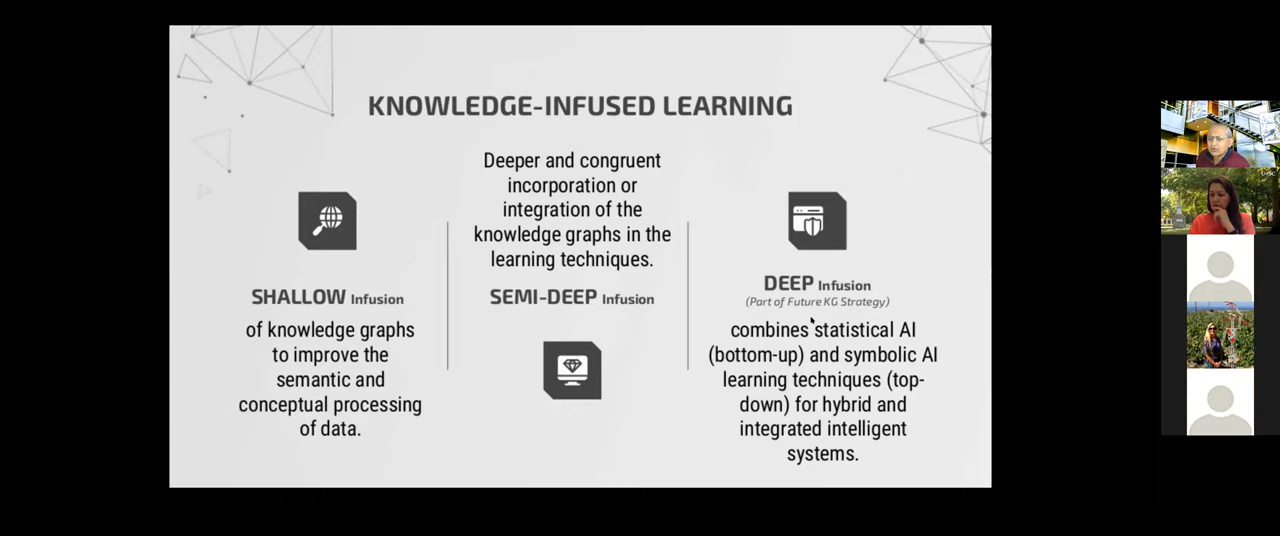 KNOWLEDGE-INFUSED LEARNING
SHALLOW Infusion
of knowledge graphs
to improve the
semantic and
conceptual processing
of data.
Deeper and congruent
incorporation or
integration of the
knowledge graphs in the
learning techniques.
SEMI-DEEP Infusion
DEEP Infusion
(Part of Future KG Strategy)
combines statistical AI
(bottom-up) and symbolic AI
learning techniques (top-
down) for hybrid and
integrated intelligent
systems.